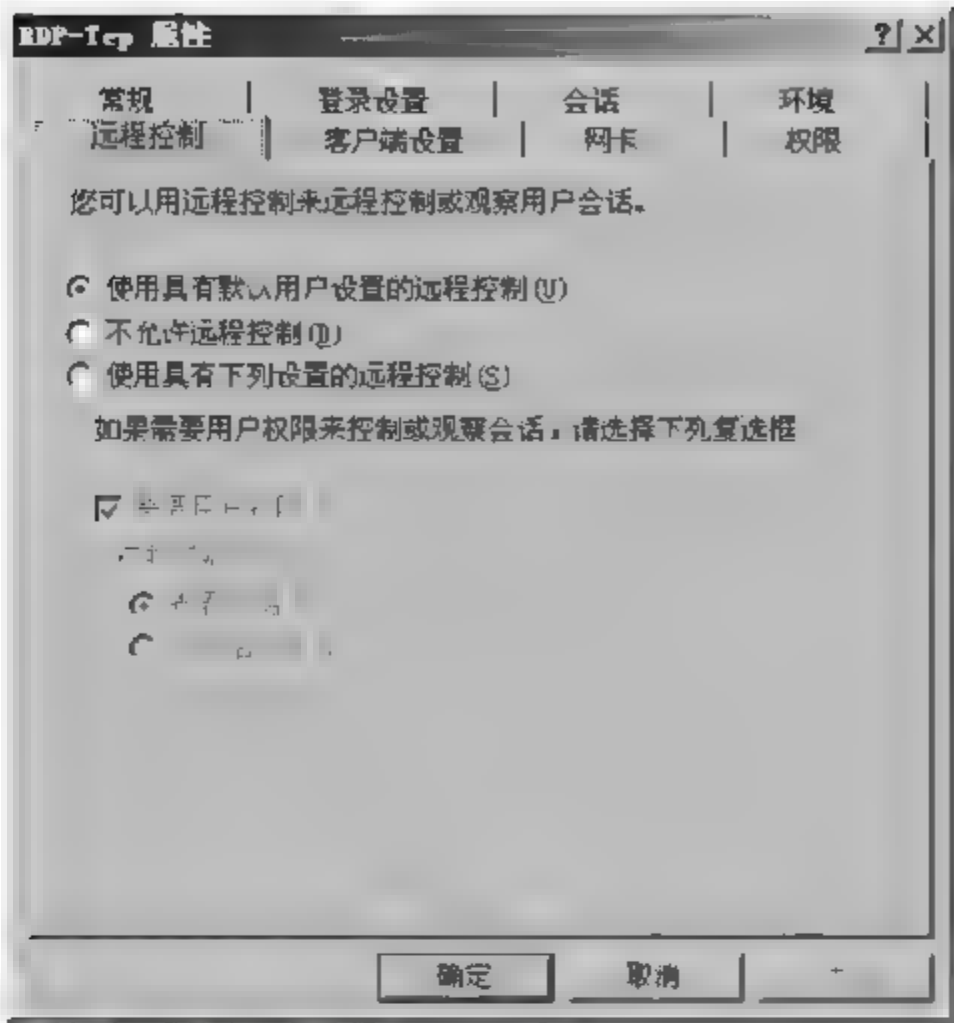 RDP-Tcp 属性
常规 登录设置 会话 环境
远程控制 客户端设置 网卡 权限
您可以用远程控制来远程控制或观察用户会话。
使用具有默认用户设置的远程控制(U)
不允许远程控制(D)
使用具有下列设置的远程控制(S)
如果需要用户权限来控制或观察会话，请选择下列复选框
确定 取消